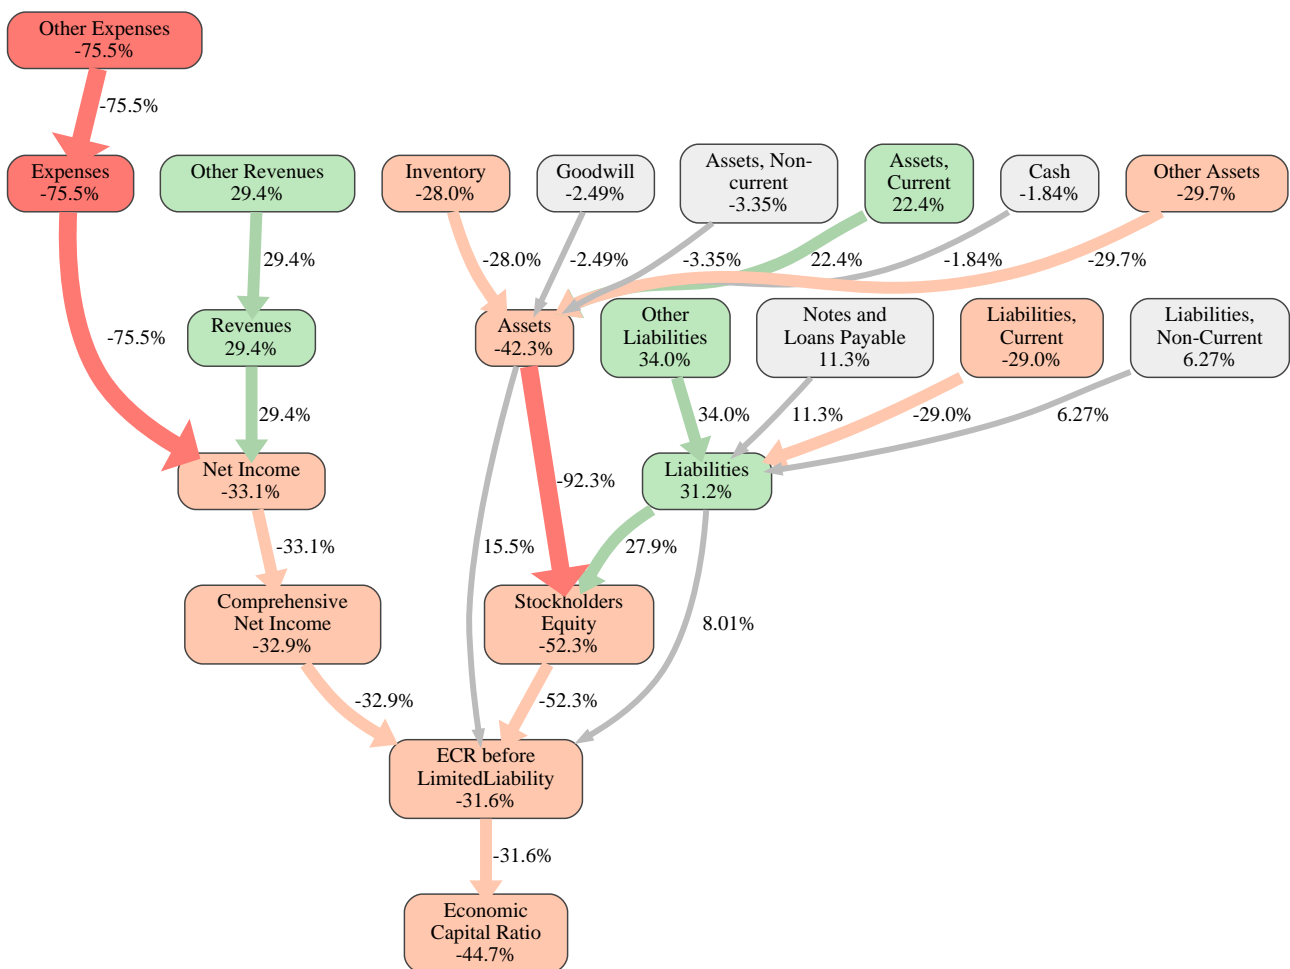 Other Expenses
-75.5%
-75.5%
Expenses
-75.5%
Other Revenues
29.4%
Inventory
-28.0%
Goodwill
-2.49%
Assets, Non-
current
-3.35%
Assets,
Current
22.4%
Cash
-1.84%
Other Assets
-29.7%
29.4%
-28.0%
-2.49%
-3.35%
22.4%
-1.84%
-29.7%
-75.5%
Revenues
29.4%
Assets
-42.3%
Other
Liabilities
34.0%
Notes and
Loans Payable
11.3%
Liabilities,
Current
-29.0%
Liabilities,
Non-Current
6.27%
29.4%
34.0%
11.3%
-29.0%
6.27%
Net Income
-33.1%
-92.3%
Liabilities
31.2%
-33.1%
15.5%
27.9%
8.01%
Comprehensive
Net Income
-32.9%
Stockholders
Equity
-52.3%
-32.9%
-52.3%
ECR before
LimitedLiability
-31.6%
-31.6%
Economic
Capital Ratio
-44.7%